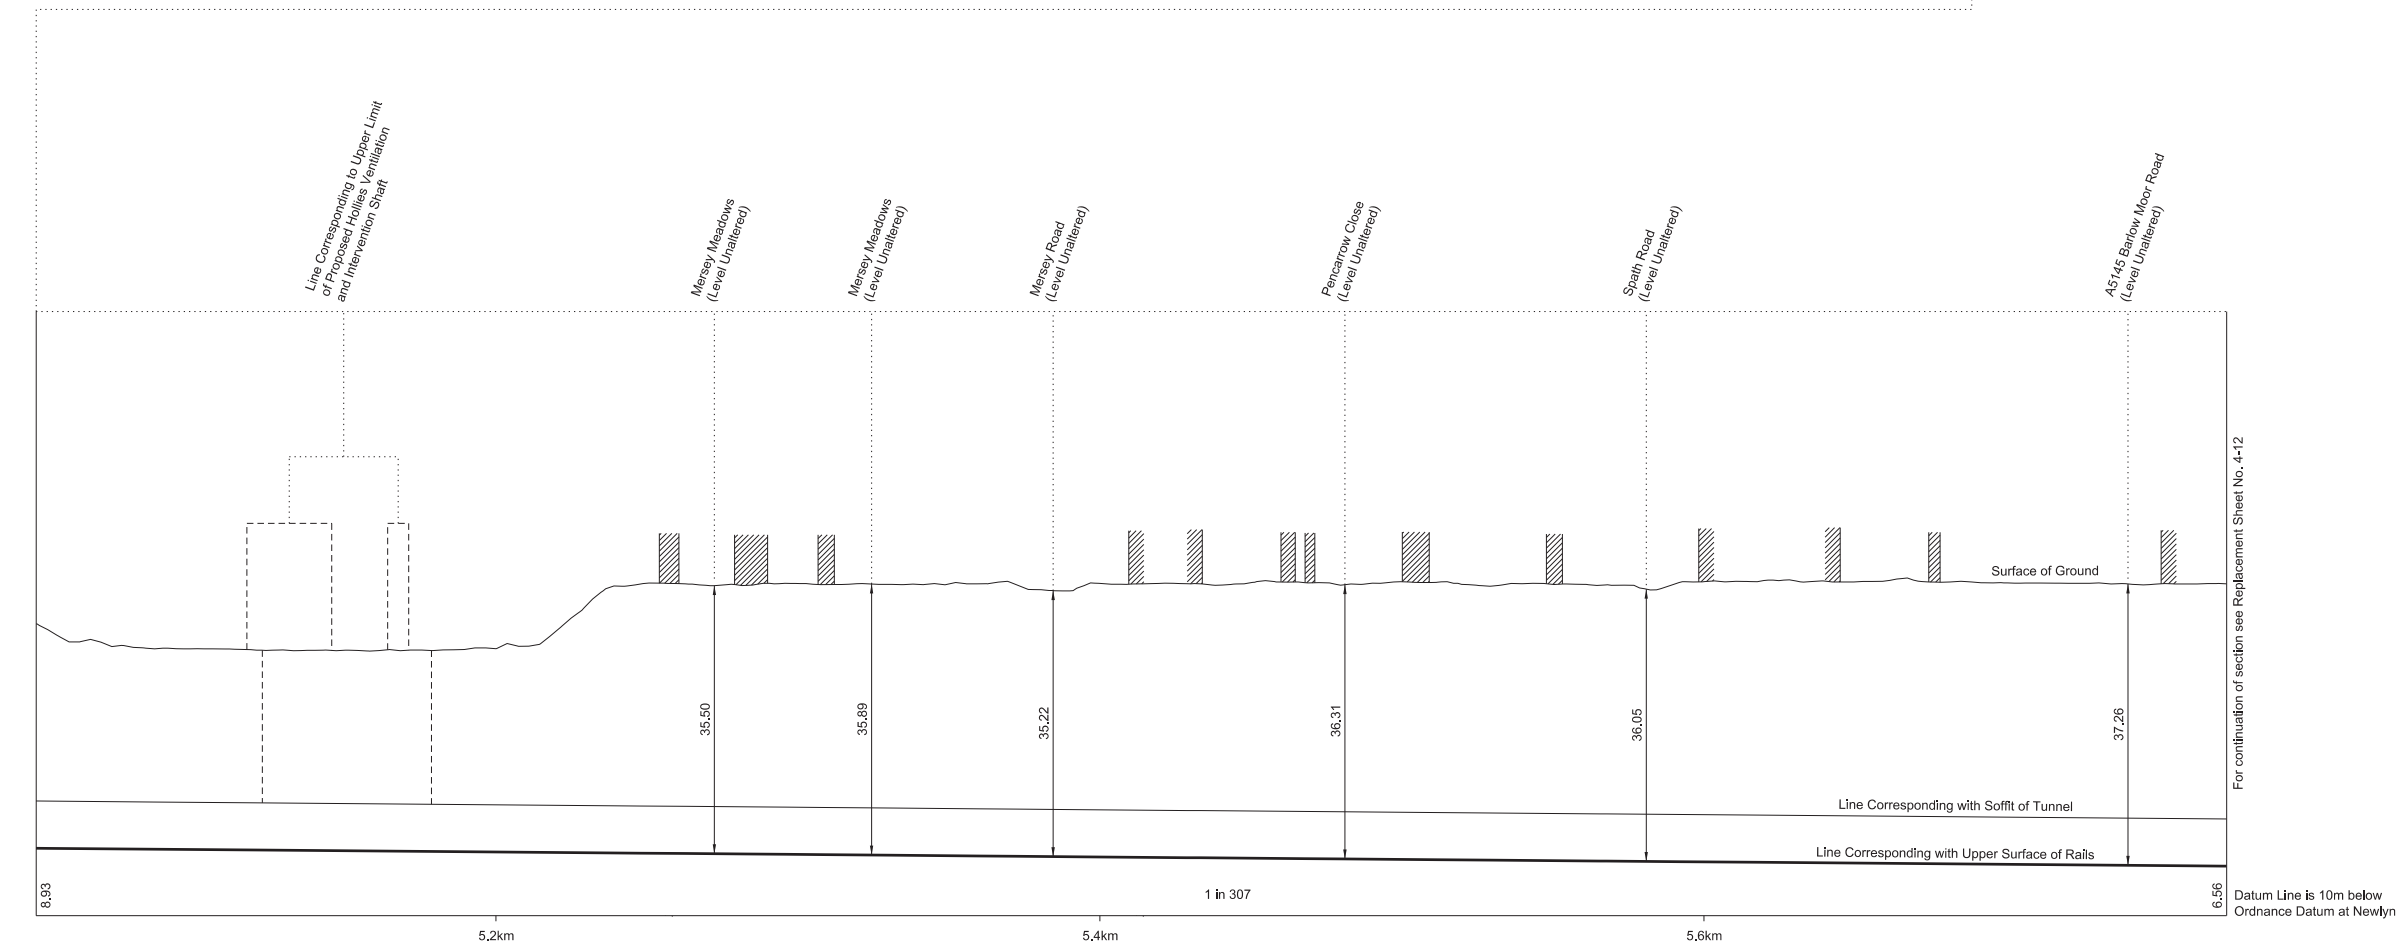 Line Corresponding to Upper Limit
of Proposed Hollies Ventilation
and Intervention Shaft
Mersey Meadows
(Level Unaltered)
Mersey Meadows
(Level Unaltered)
Mersey Road
(Level Unaltered)
Pencarrow Close
(Level Unaltered)
Spath Road
(Level Unaltered)
A5145 Barlow Moor Road
(Level Unaltered)
For continuation of section see Replacement Sheet No. 4-12
Surface of Ground
35.50
35.89
35.22
36.31
36.05
37.26
Line Corresponding with Soffit of Tunnel
Line Corresponding with Upper Surface of Rails
8.93
1 in 307
6.56
Datum Line is 10m below
Ordnance Datum at Newlyn
5.2km
5.4km
5.6km